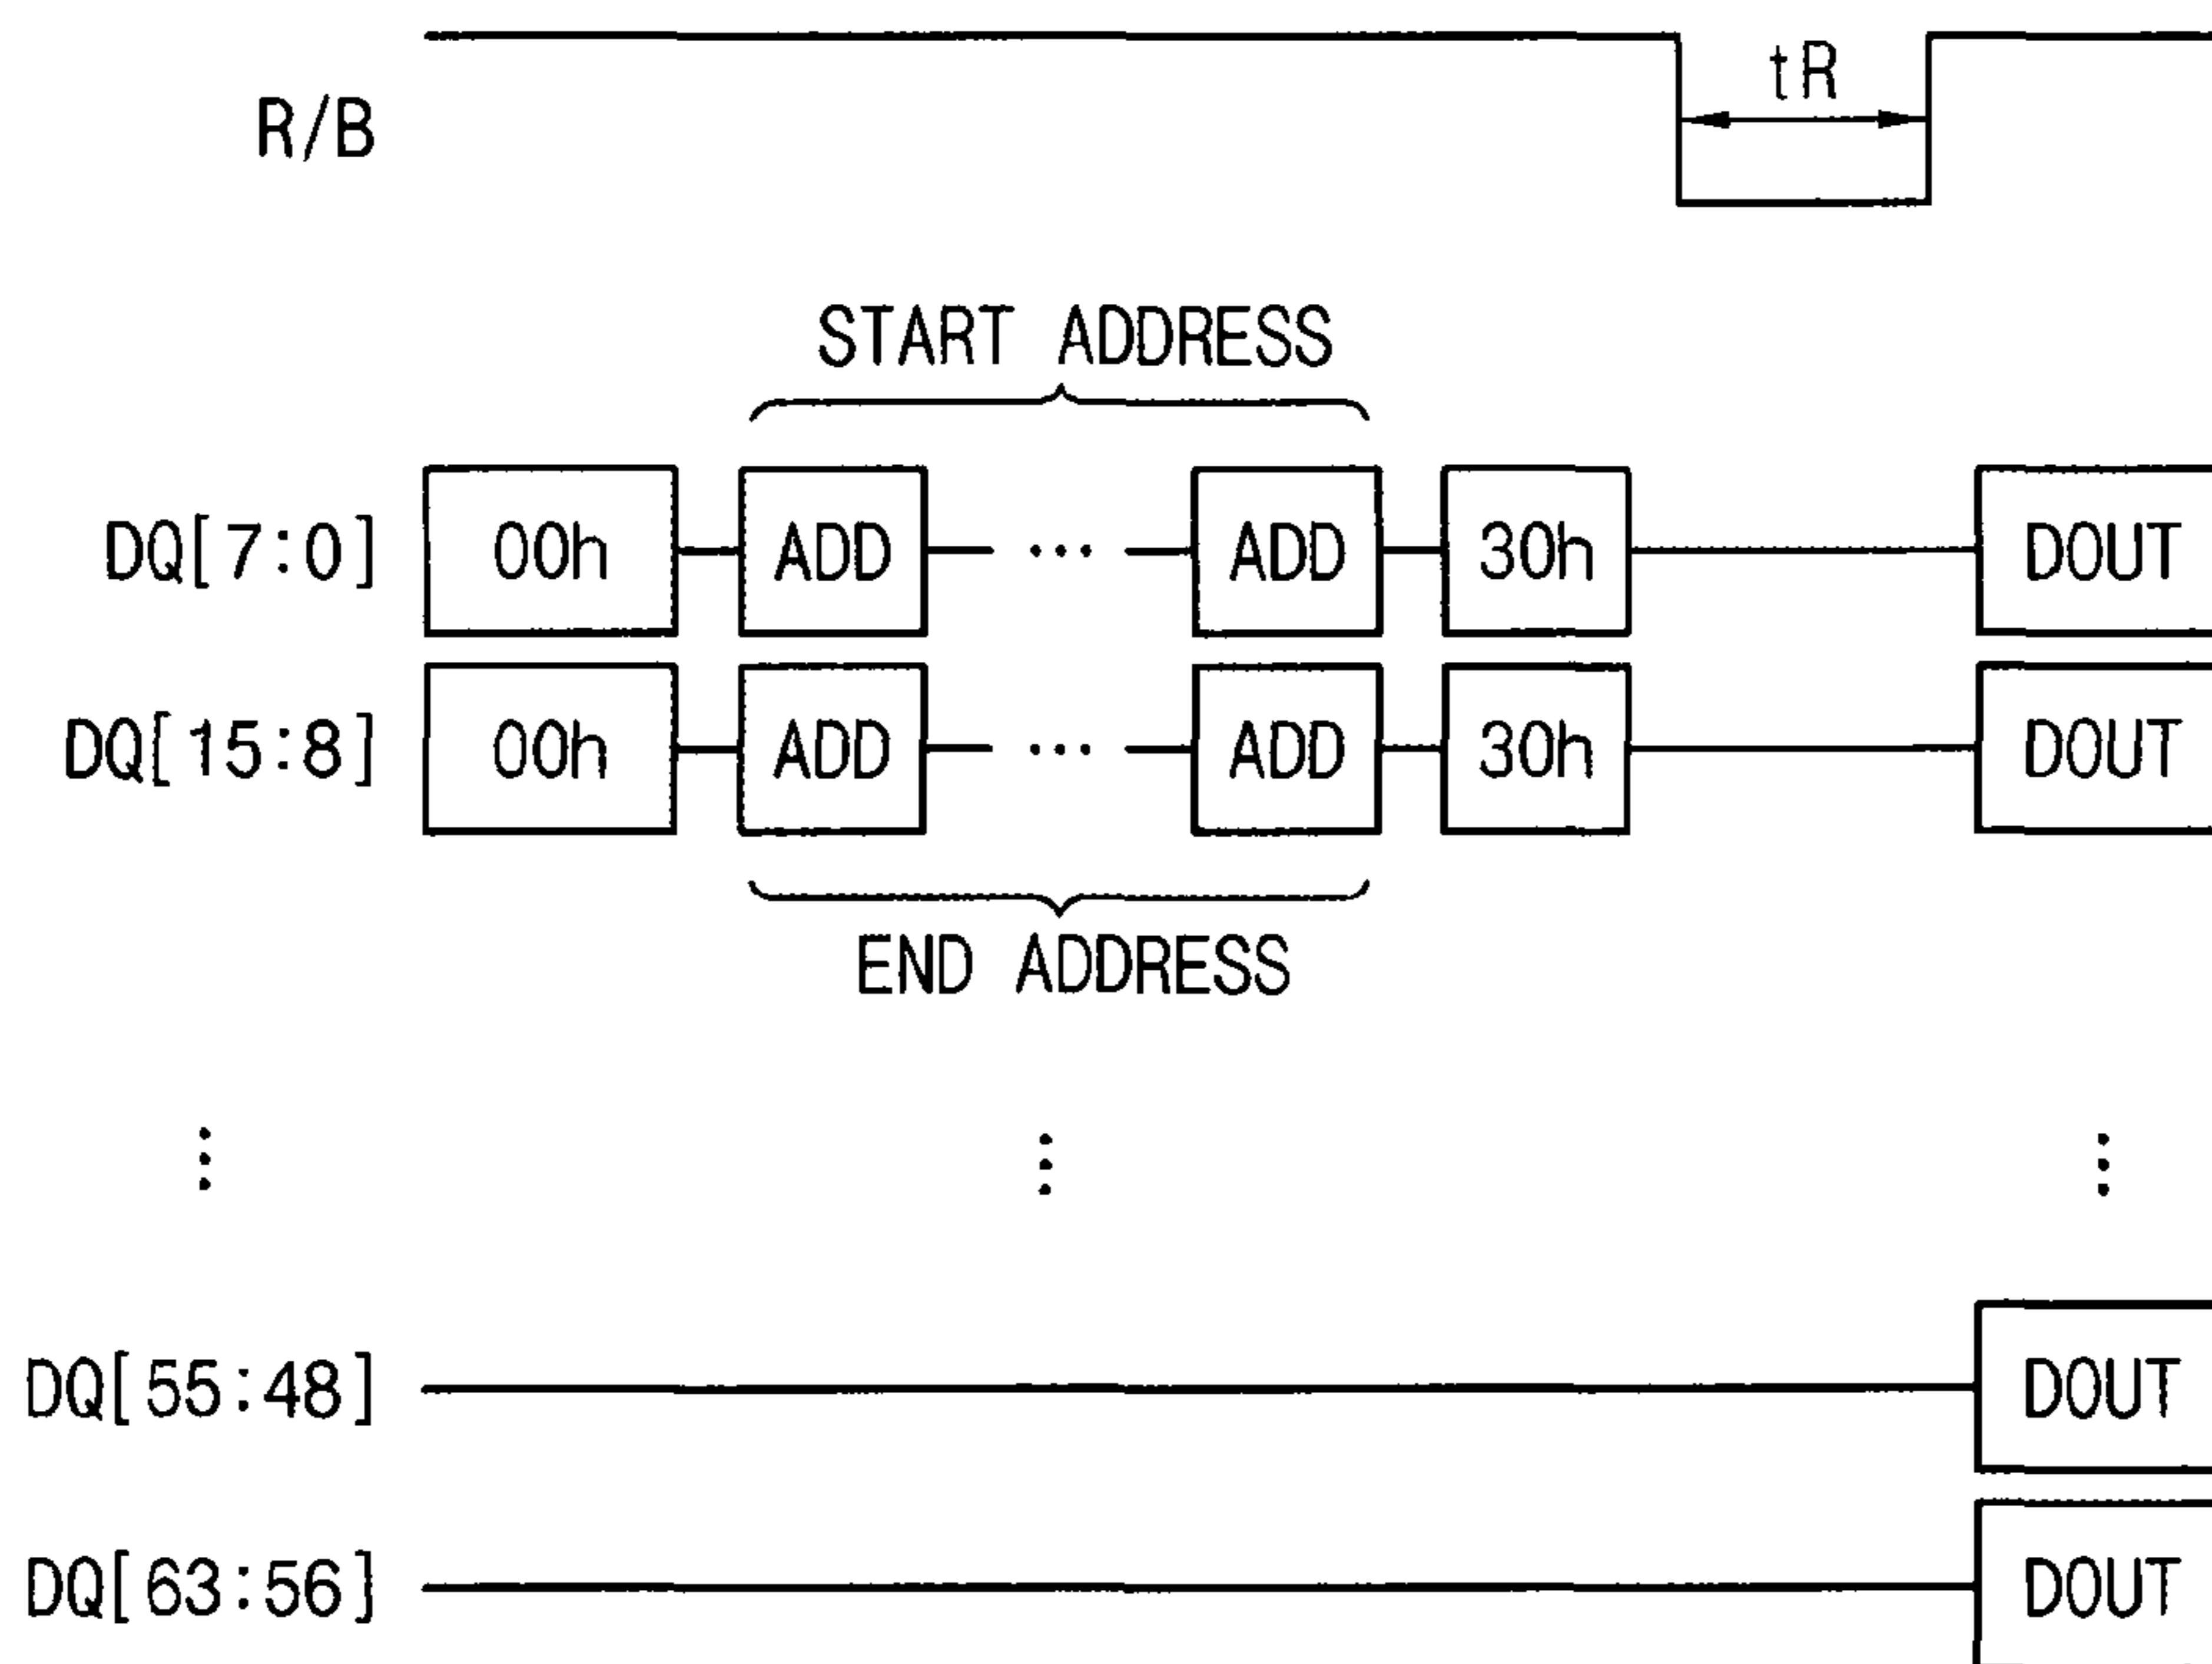 tR
R/B
START ADDRESS
DQ[7:0] 00h ADD ... ADD 30h DOUT
DQ[15:8] 00h ADD ... ADD 30h DOUT
END ADDRESS
DQ[55:48] DOUT
DQ[63:56] DOUT